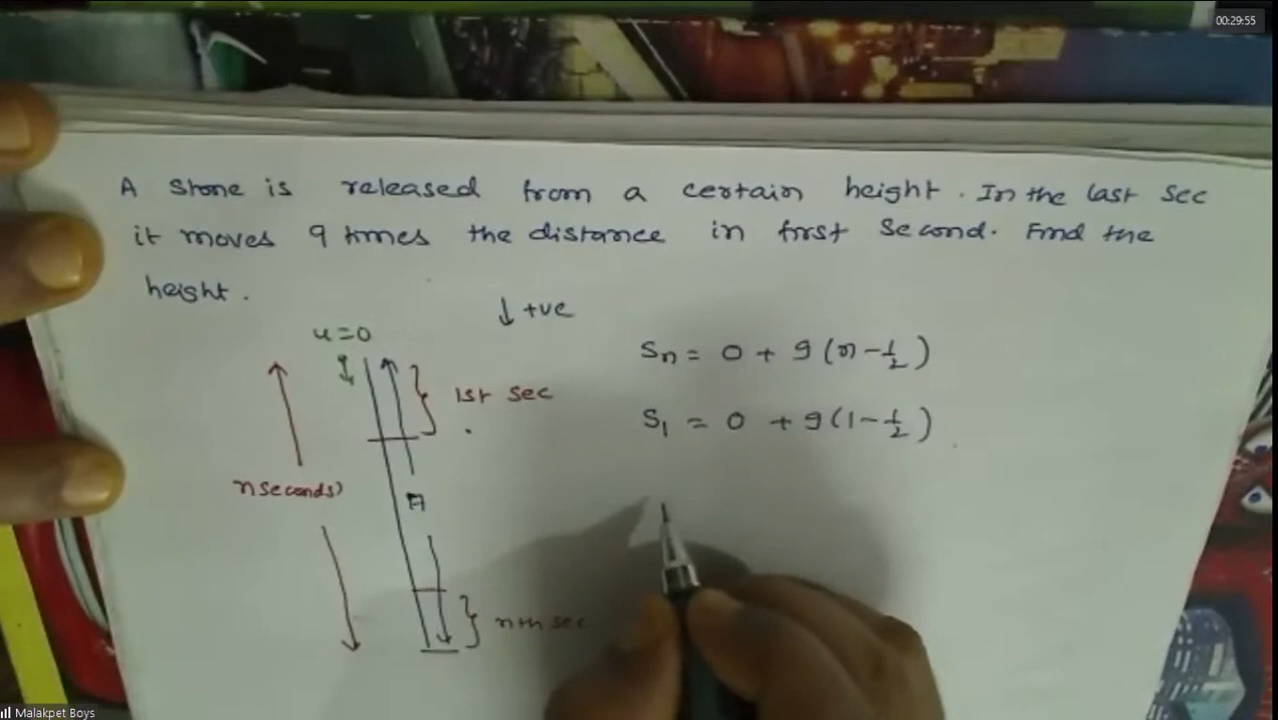 00:29:55
A stone is released from a certain height. In the last sec
it moves 9 times the distance in first second. Find the
height.
↓ +ve
u=0
Sn = 0 + g(n-1/2)
1st sec
S1 = 0 + g(1-1/2)
n seconds)
H
nth sec
Malakpet Boys